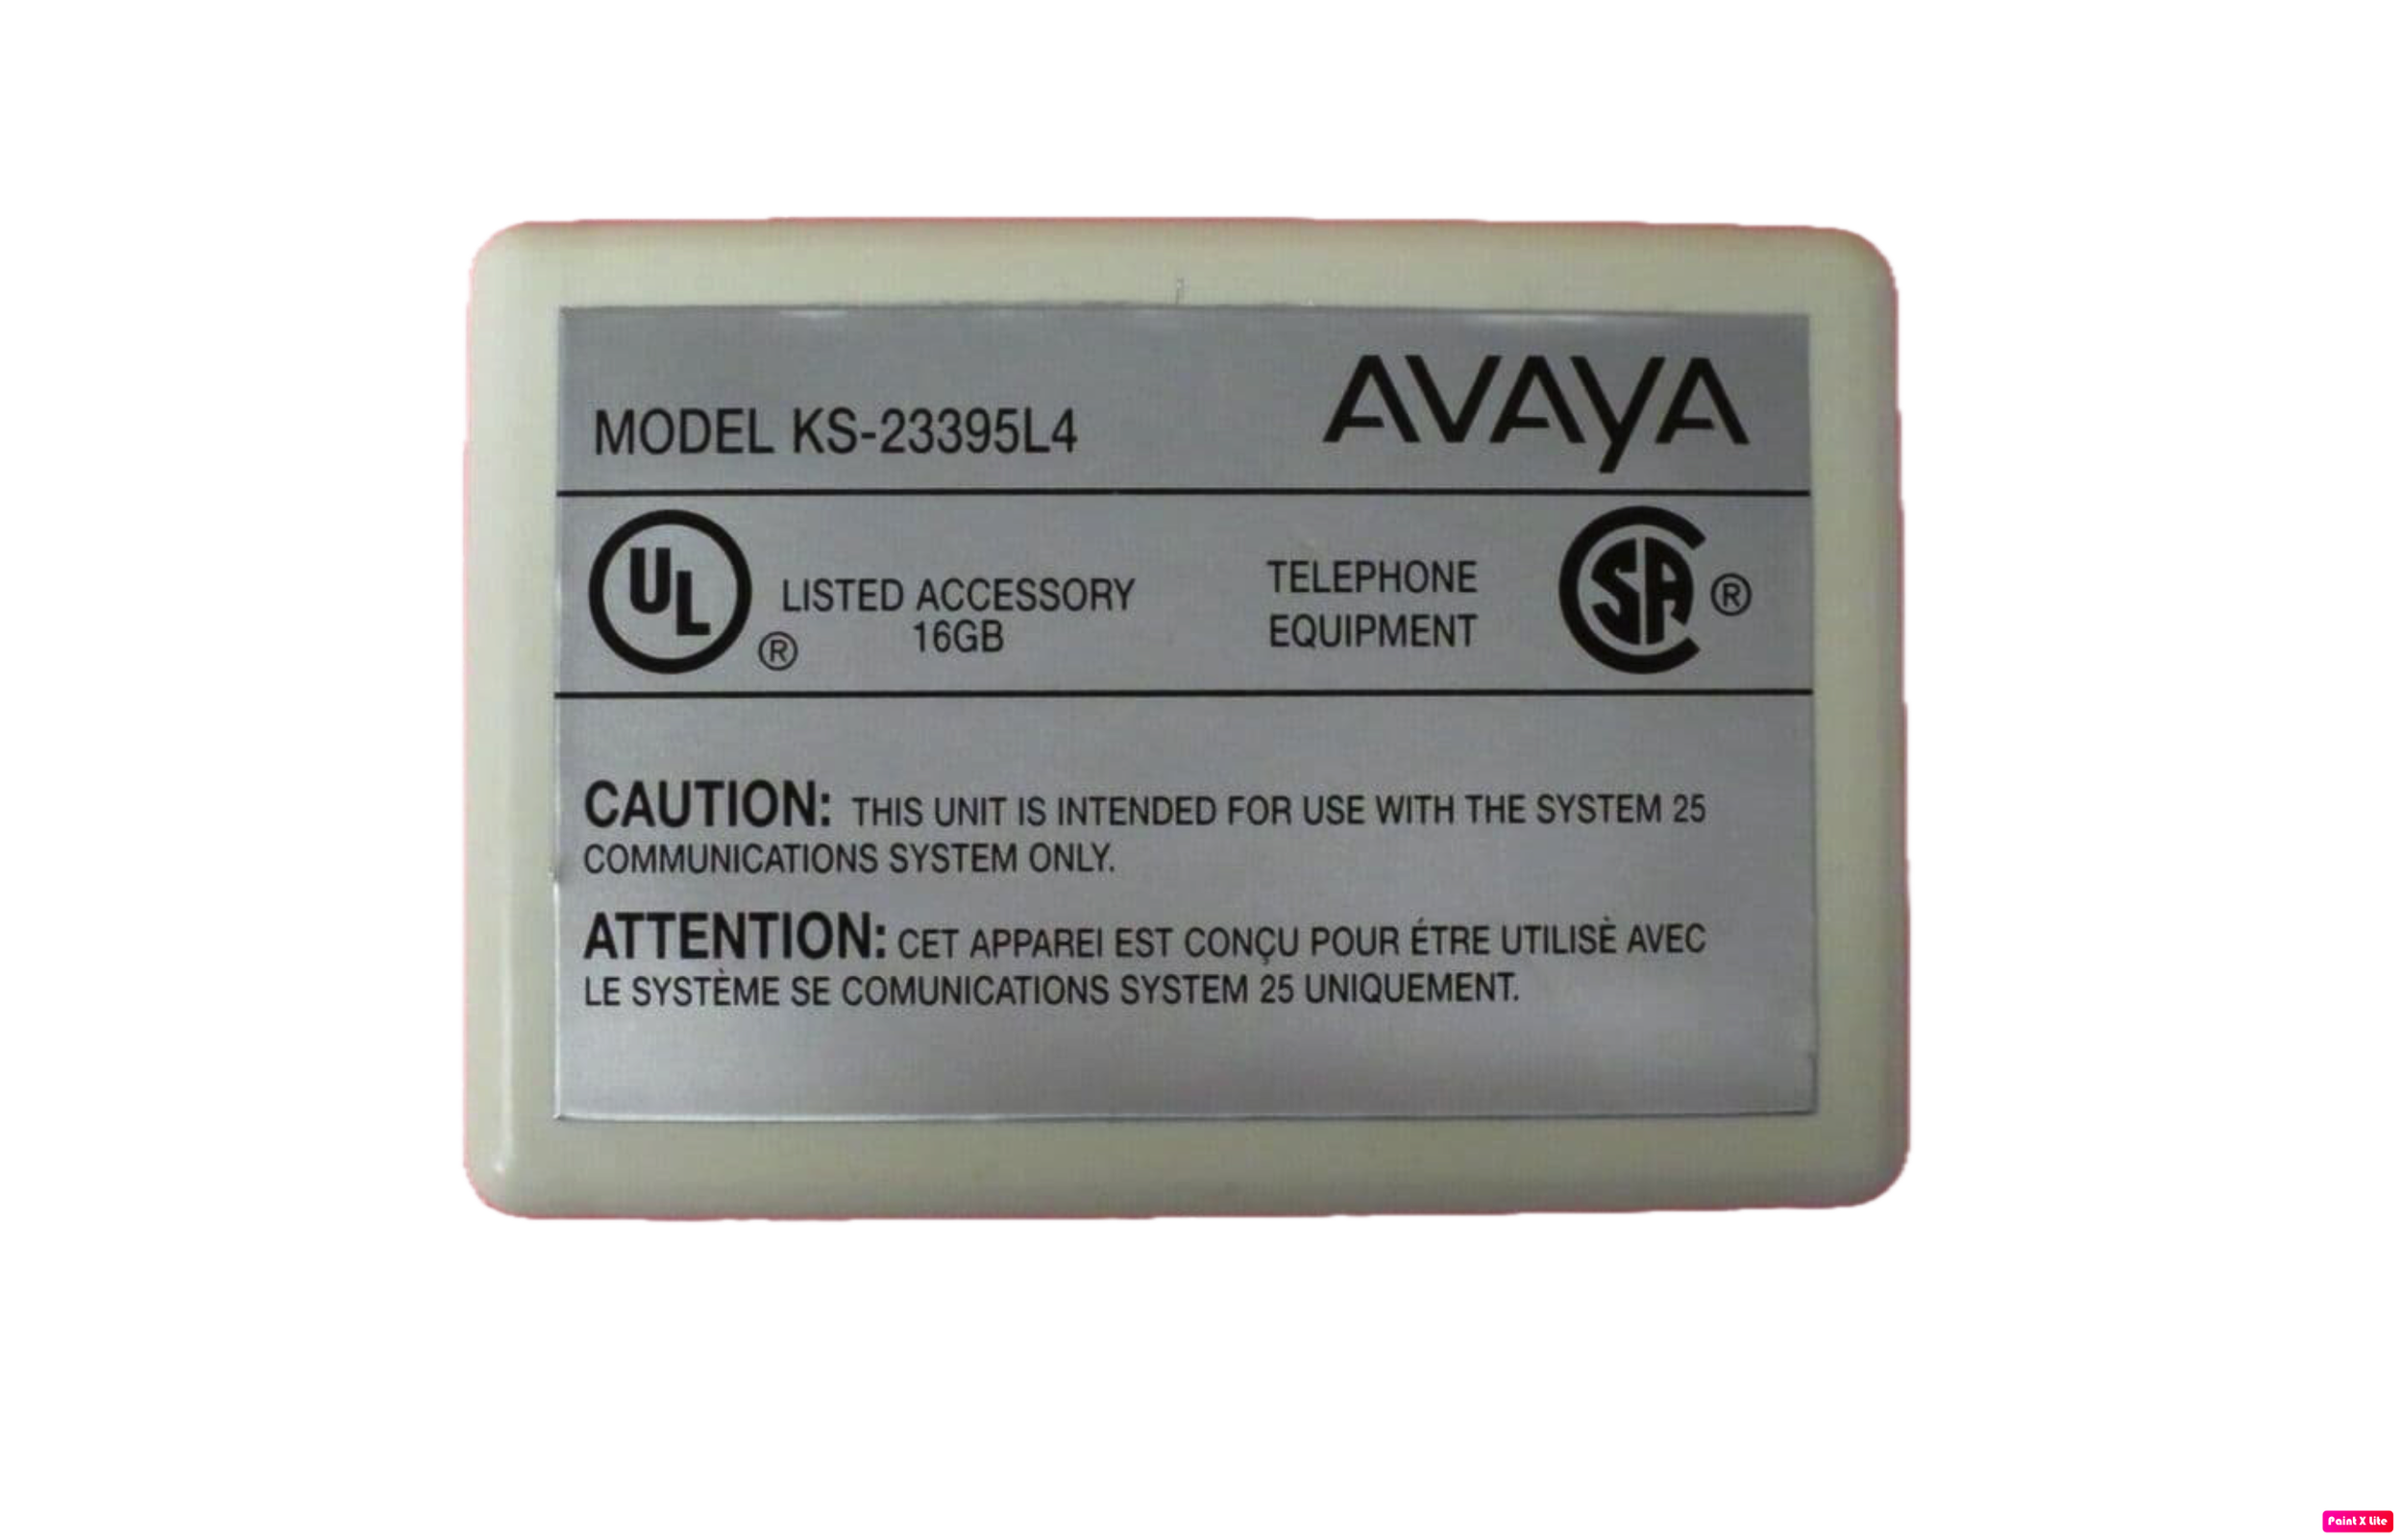 MODEL KS-23395L4
AVAYA
UL ®
LISTED ACCESSORY
16GB
TELEPHONE
EQUIPMENT
CSA ®
CAUTION: THIS UNIT IS INTENDED FOR USE WITH THE SYSTEM 25
COMMUNICATIONS SYSTEM ONLY.
ATTENTION: CET APPAREI EST CONÇU POUR ÉTRE UTILISÈ AVEC
LE SYSTÈME SE COMUNICATIONS SYSTEM 25 UNIQUEMENT.
Paint X Lite